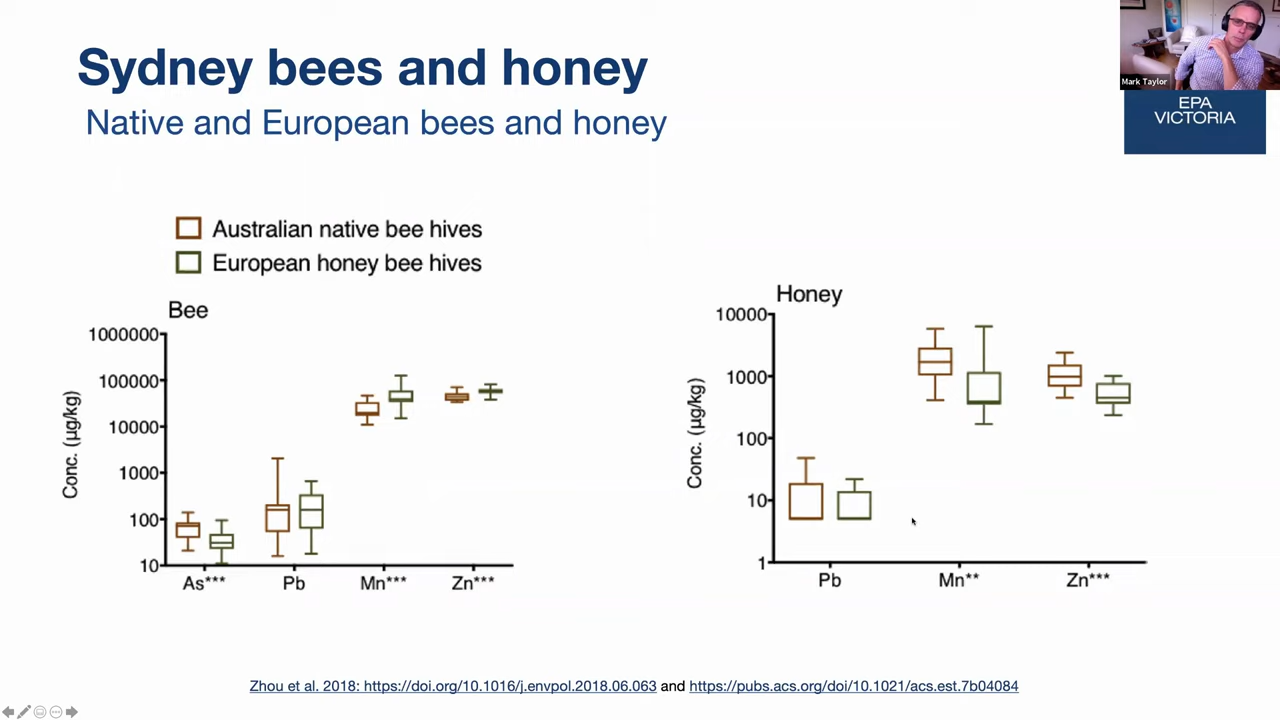 Sydney bees and honey
Native and European bees and honey
Mark Taylor
EPA
VICTORIA
Australian native bee hives
European honey bee hives
Bee
1000000
100000
10000
1000
100
10
Conc. (µg/kg)
As***
Pb
Mn***
Zn***
Honey
10000
1000
100
10
1
Conc. (µg/kg)
Pb
Mn**
Zn***
Zhou et al. 2018: https://doi.org/10.1016/j.envpol.2018.06.063 and https://pubs.acs.org/doi/10.1021/acs.est.7b04084